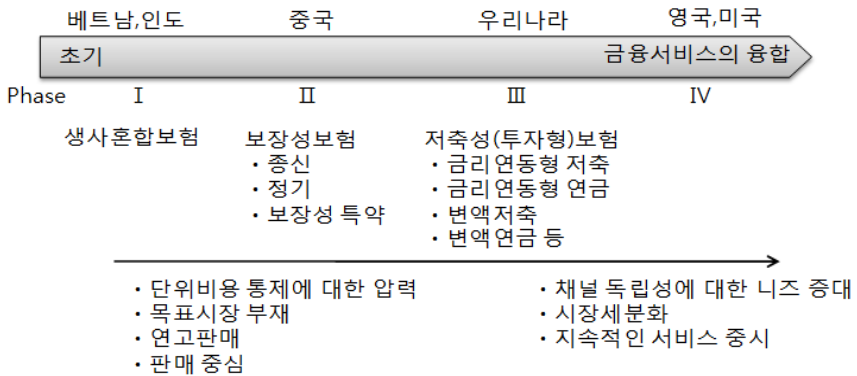 베트남,인도 중국 우리나라 영국,미국
초기 금융서비스의 융합
Phase Ⅰ Ⅱ Ⅲ Ⅳ
생사혼합보험 보장성보험 저축성(투자형)보험
・종신 ・금리연동형 저축
・정기 ・금리연동형 연금
・보장성 특약 ・변액저축
・변액연금 등
・단위비용 통제에 대한 압력 ・채널 독립성에 대한 니즈 증대
・목표시장 부재 ・시장세분화
・연고판매 ・지속적인 서비스 중시
・판매 중심